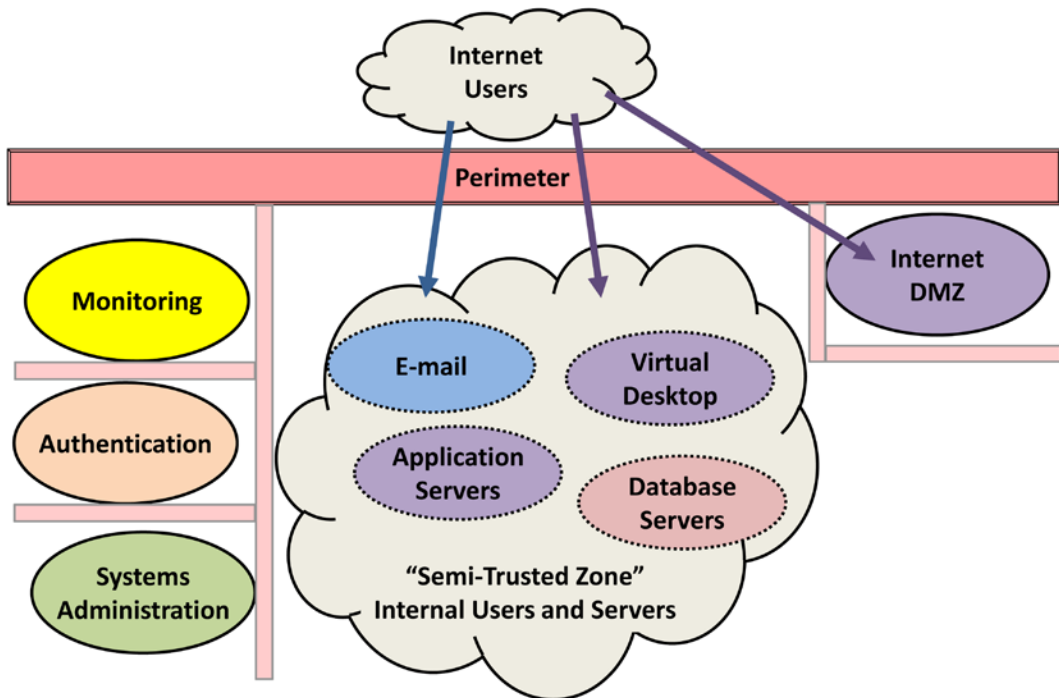 Internet
Users
Perimeter
Monitoring
Internet
DMZ
E-mail
Virtual
Desktop
Authentication
Application
Servers
Database
Servers
Systems
Administration
“Semi-Trusted Zone”
Internal Users and Servers